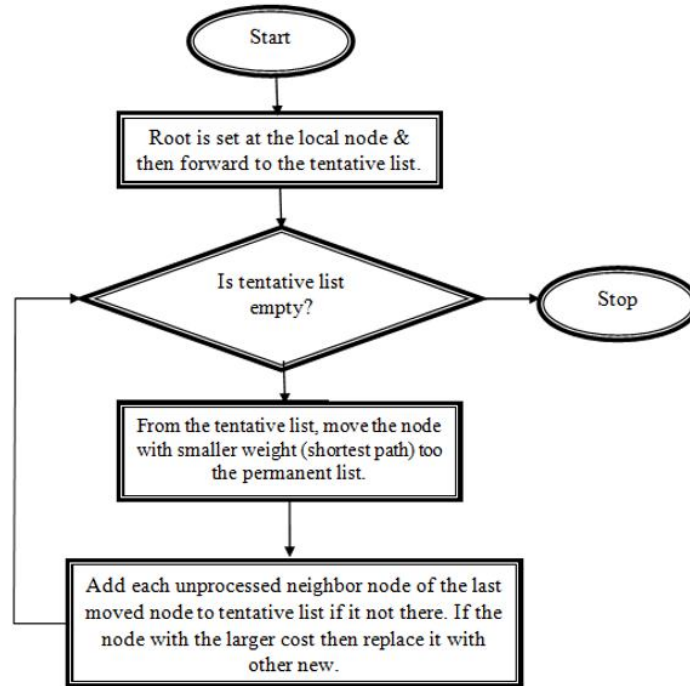 Start
Root is set at the local node &
then forward to the tentative list.
Is tentative list
empty?
Stop
From the tentative list, move the node
with smaller weight (shortest path) too
the permanent list.
Add each unprocessed neighbor node of the last
moved node to tentative list if it not there. If the
node with the larger cost then replace it with
other new.